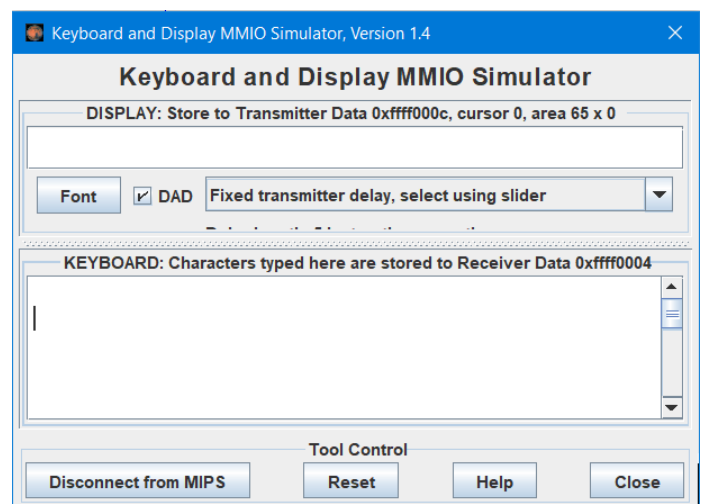 Keyboard and Display MMIO Simulator, Version 1.4
Keyboard and Display MMIO Simulator
DISPLAY: Store to Transmitter Data 0xffff000c, cursor 0, area 65 x 0
Font DAD Fixed transmitter delay, select using slider
KEYBOARD: Characters typed here are stored to Receiver Data 0xffff0004
Tool Control
Disconnect from MIPS Reset Help Close